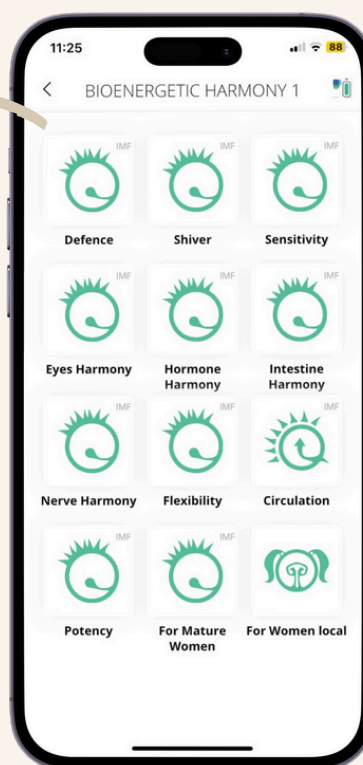 11:25
88
BIOENERGETIC HARMONY 1
IMF IMF IMF
Defence Shiver Sensitivity
IMF IMF IMF
Eyes Harmony Hormone Intestine
Harmony Harmony
IMF IMF IMF
Nerve Harmony Flexibility Circulation
IMF IMF
Potency For Mature For Women local
Women